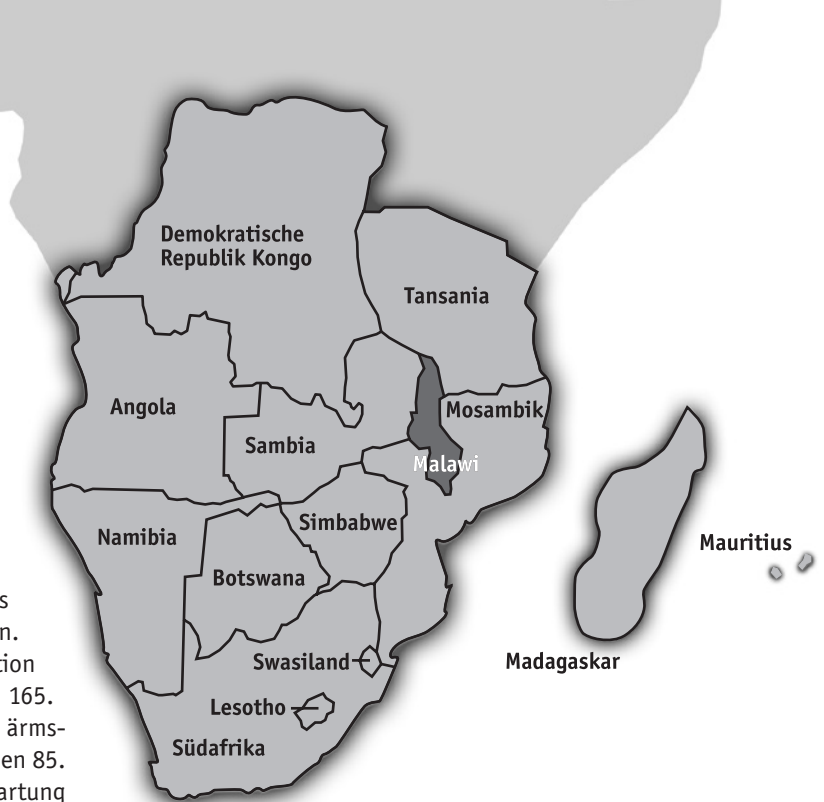 Demokratische
Republik Kongo
Tansania
Angola
Mosambik
Sambia
Malawi
Simbabwe
Namibia
Mauritius
Botswana
Swasiland
Madagaskar
Lesotho
Südafrika
s
n.
tion
165.
ärms-
en 85.
artung